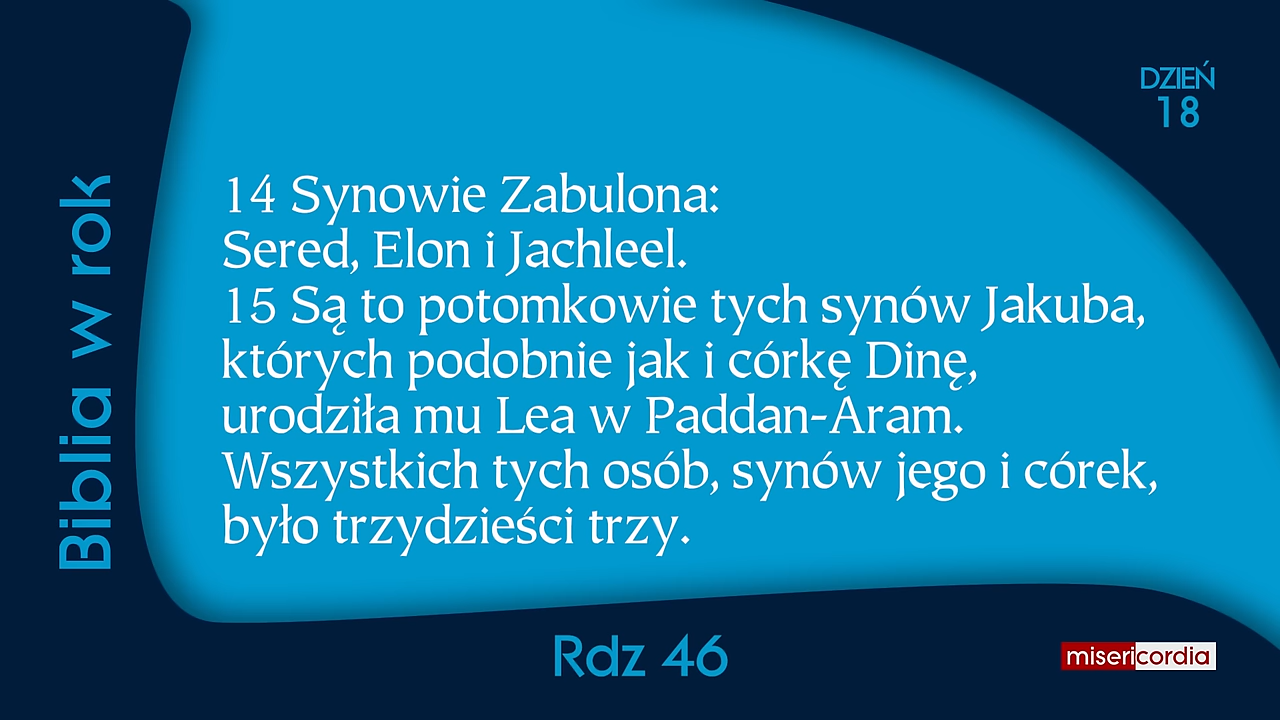 DZIEŃ
18
Biblia w rok
14 Synowie Zabulona:
Sered, Elon i Jachleel.
15 Są to potomkowie tych synów Jakuba,
których podobnie jak i córkę Dinę,
urodziła mu Lea w Paddan-Aram.
Wszystkich tych osób, synów jego i córek,
było trzydzieści trzy.
Rdz 46
misericordia